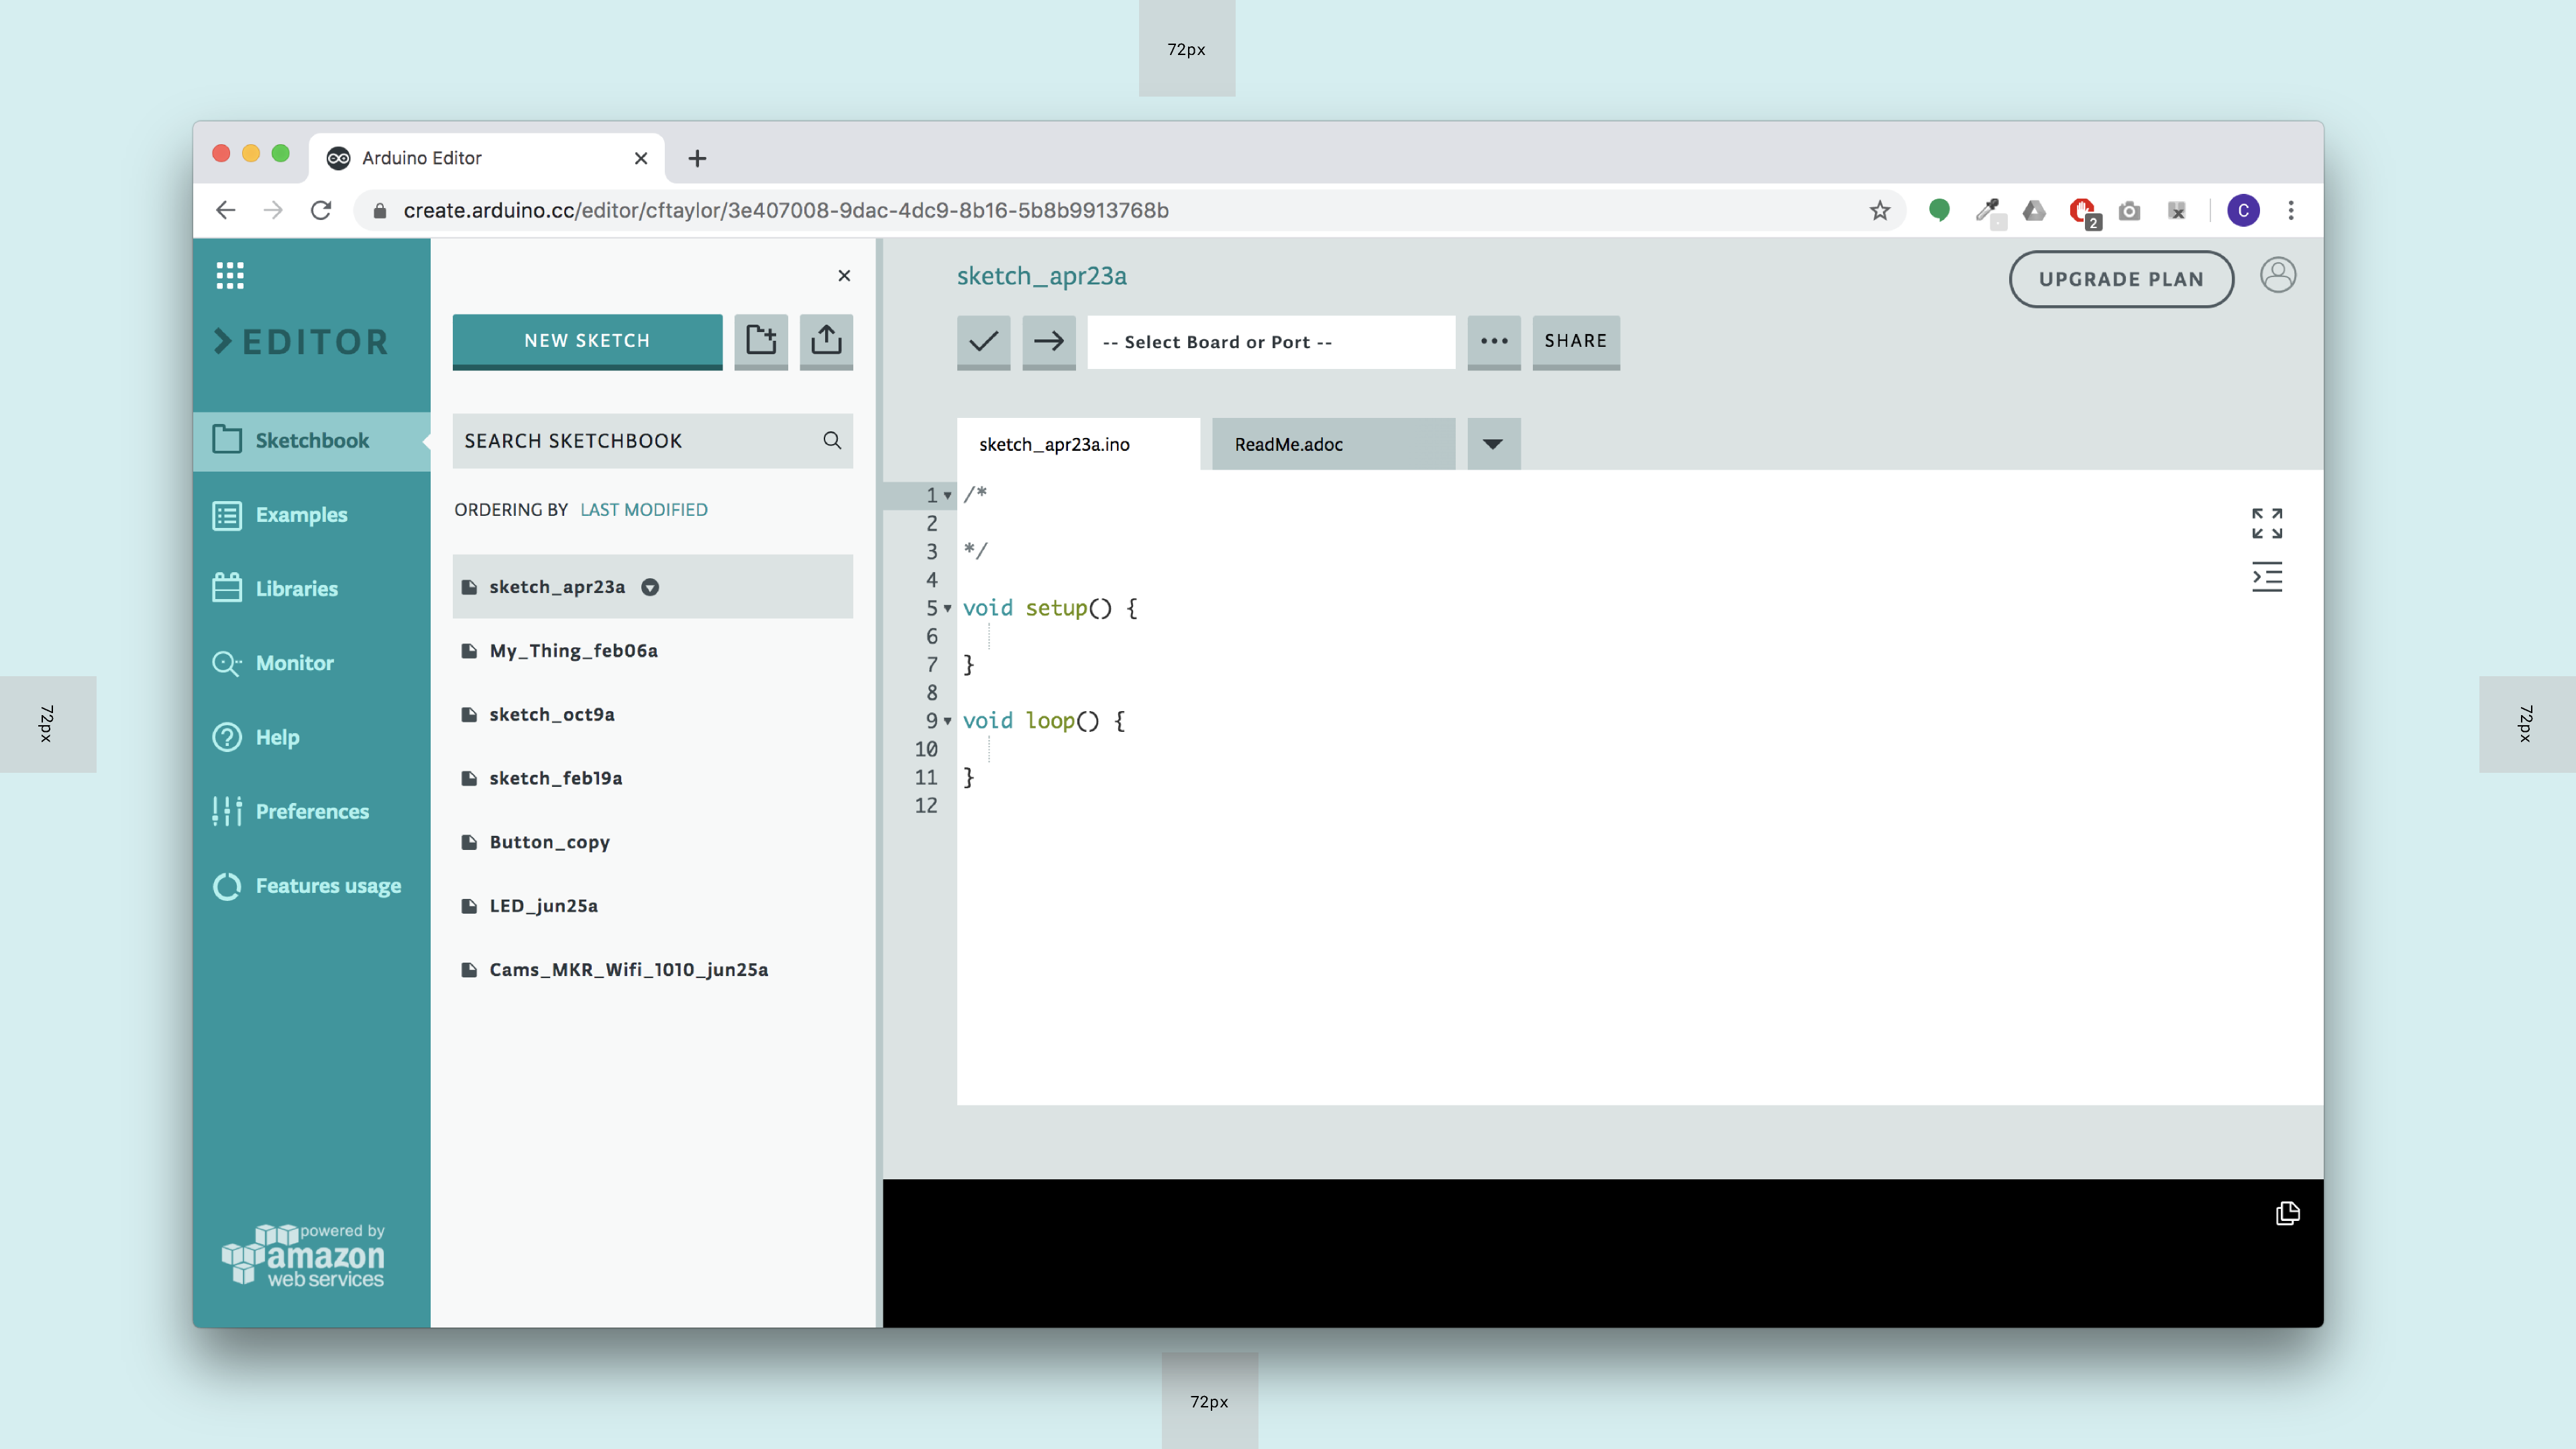 72px
Arduino Editor
create.arduino.cc/editor/cftaylor/3e407008-9dac-4dc9-8b16-5b8b9913768b
2
C
EDITOR
Sketchbook
Examples
Libraries
Monitor
Help
Preferences
Features usage
powered by
amazon
web services
NEW SKETCH
SEARCH SKETCHBOOK
ORDERING BY LAST MODIFIED
sketch_apr23a
My_Thing_feb06a
sketch_oct9a
sketch_feb19a
Button_copy
LED_jun25a
Cams_MKR_Wifi_1010_jun25a
sketch_apr23a
UPGRADE PLAN
-- Select Board or Port --
SHARE
sketch_apr23a.ino
ReadMe.adoc
1 /*
2
3 */
4
5 void setup() {
6
7 }
8
9 void loop() {
10
11 }
12
72px
72px
72px